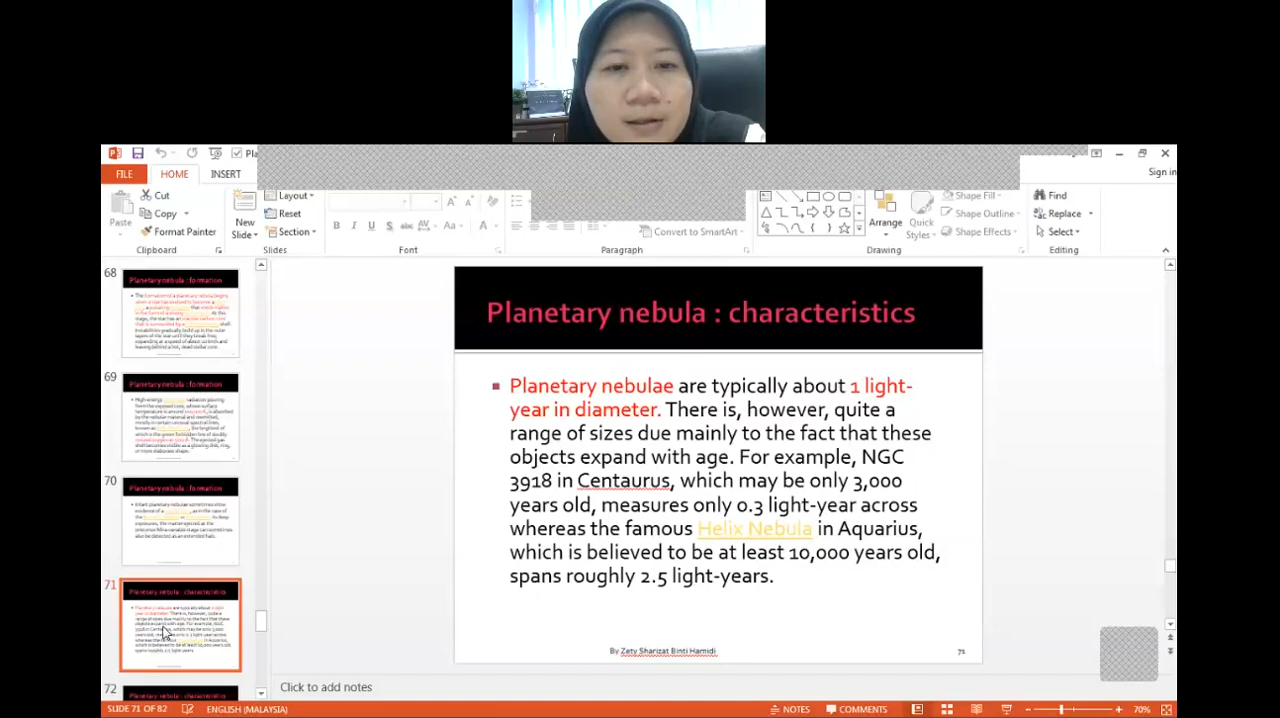 Pla
Sign in
FILE HOME INSERT
Cut
Copy
Format Painter
Paste
Clipboard
New
Slide
Layout
Reset
Section
Slides
B I U S abc AV Aa A
Font
Paragraph
Convert to SmartArt
Arrange
Quick
Styles
Shape Fill
Shape Outline
Shape Effects
Drawing
Find
Replace
Select
Editing
68
Planetary nebula : formation
69
Planetary nebula : formation
70
Planetary nebula : formation
71
Planetary nebula : characteristics
72
Planetary nebula : characteristics
Planetary nebula : characteristics
Planetary nebulae are typically about 1 light-
year in diameter. There is, however, quite a
range of sizes due mainly to the fact that these
objects expand with age. For example, NGC
3918 in Centaurus, which may be only 3,000
years old, measures only 0.3 light-year across
whereas the famous Helix Nebula in Aquarius,
which is believed to be at least 10,000 years old,
spans roughly 2.5 light-years.
By Zety Sharizat Binti Hamidi
71
Click to add notes
SLIDE 71 OF 82 ENGLISH (MALAYSIA) NOTES COMMENTS 70%